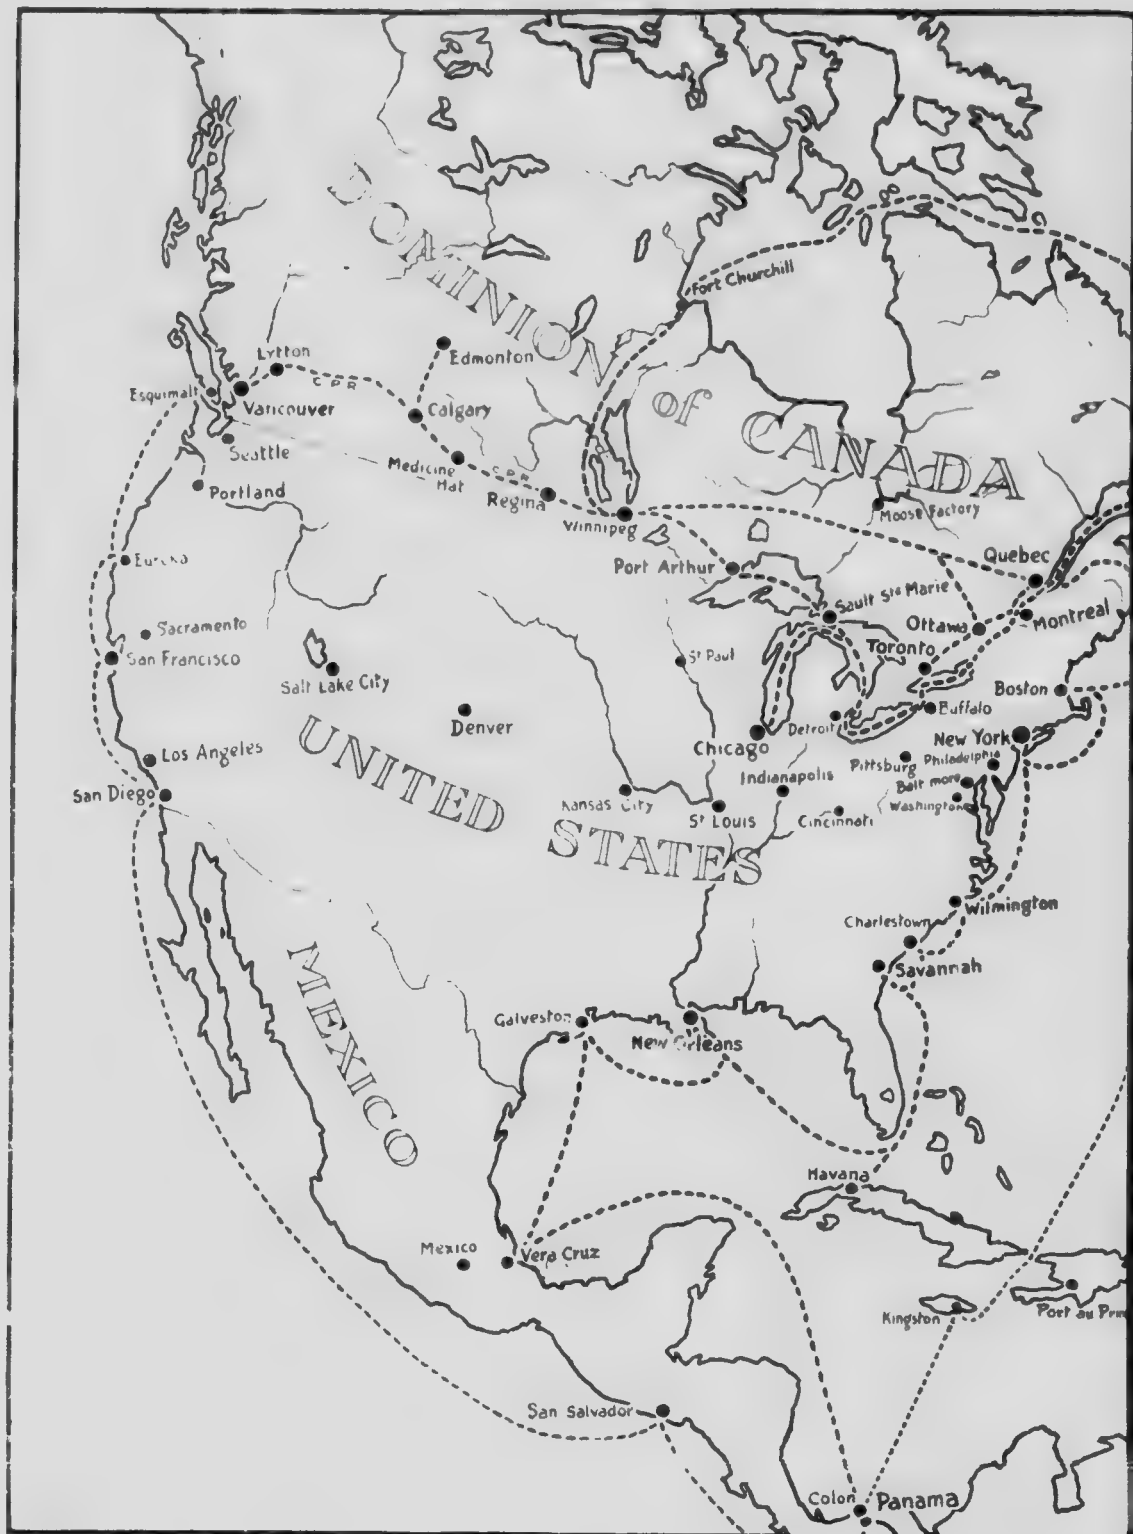 DOMINION
of
CANADA
Fort Churchill
Lytton
Edmonton
C.P.R
Esquimalt
Vancouver
Calgary
Seattle
Medicine
Hat
C.P.R
Portland
Regina
Winnipeg
Moose Factory
Eureka
Port Arthur
Quebec
Sault Ste Marie
Sacramento
Ottawa
Montreal
San Francisco
St Paul
Toronto
Salt Lake City
Boston
Denver
Detroit
Buffalo
UNITED STATES
Chicago
New York
Los Angeles
Pittsburg
Philadelphia
Indianapolis
Balt more
San Diego
Kansas City
St Louis
Cincinnati
Washington
MEXICO
Charlestown
Wilmington
Savannah
Galveston
New Orleans
Havana
Mexico
Vera Cruz
Kingston
Port au Prin
San Salvador
Colon
Panama